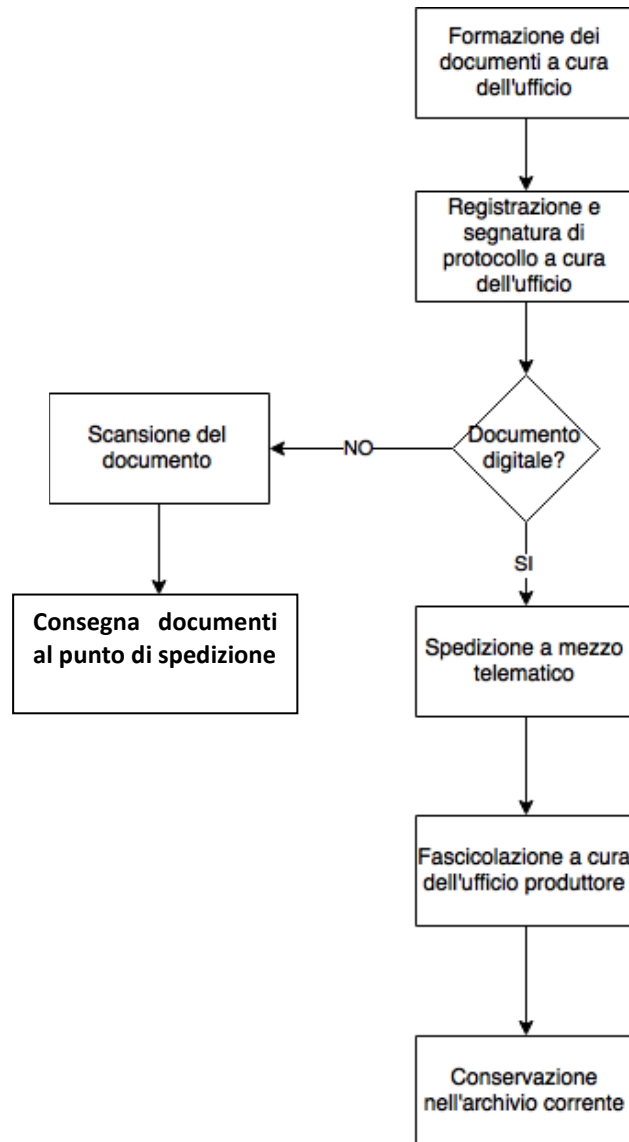 Formazione dei
documenti a cura
dell'ufficio
Registrazione e
segnatura di
protocollo a cura
dell'ufficio
Documento
digitale?
NO
Scansione del
documento
Consegna documenti
al punto di spedizione
SI
Spedizione a mezzo
telematico
Fascicolazione a cura
dell'ufficio produttore
Conservazione
nell'archivio corrente